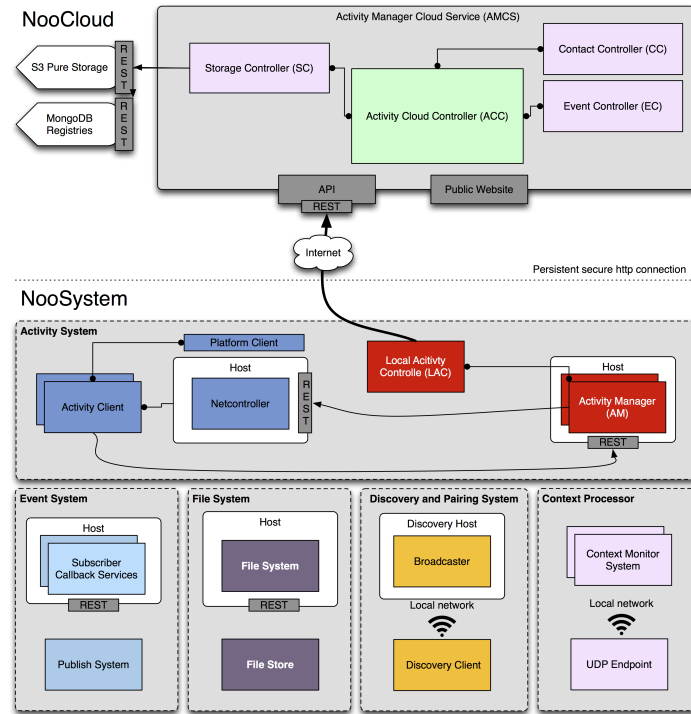 NooCloud
Activity Manager Cloud Service (AMCS)
S3 Pure Storage
REST
MongoDB
Registries
REST
Storage Controller (SC)
Activity Cloud Controller (ACC)
Contact Controller (CC)
Event Controller (EC)
API
REST
Public Website
Internet
Persistent secure http connection
NooSystem
Activity System
Platform Client
Activity Client
Host
Netcontroller
REST
Local Acitivty
Controlle (LAC)
Host
Activity Manager
(AM)
REST
Event System
Host
Subscriber
Callback Services
REST
Publish System
File System
Host
File System
REST
File Store
Discovery and Pairing System
Discovery Host
Broadcaster
Local network
Discovery Client
Context Processor
Context Monitor
System
Local network
UDP Endpoint